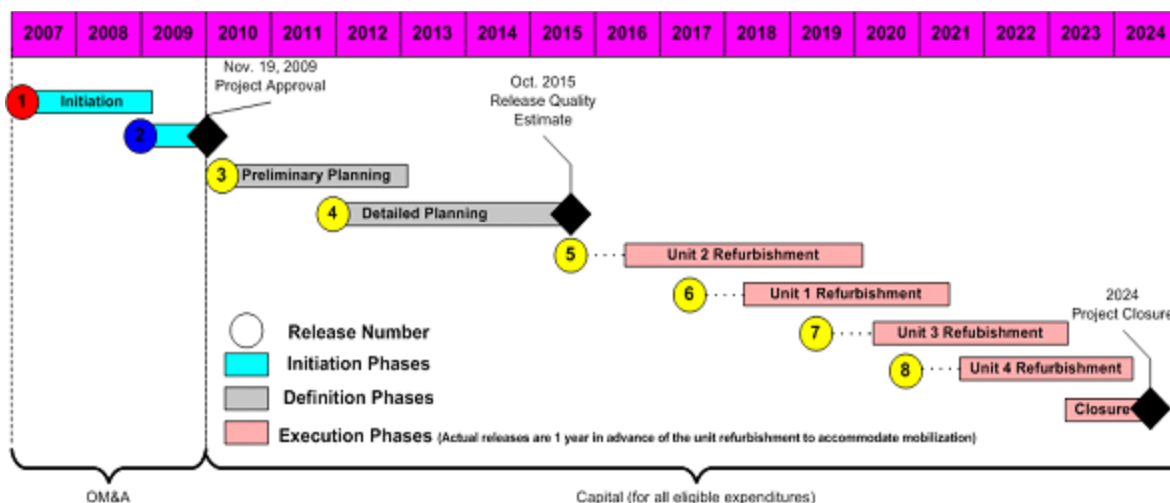 2007 2008 2009 2010 2011 2012 2013 2014 2015 2016 2017 2018 2019 2020 2021 2022 2023 2024
Nov. 19, 2009
Project Approval
Oct. 2015
Release Quality
Estimate
1 Initiation
2
3 Preliminary Planning
4 Detailed Planning
5 Unit 2 Refurbishment
6 Unit 1 Refurbishment
2024
Project Closure
7 Unit 3 Refubishment
8 Unit 4 Refurbishment
Closure
Release Number
Initiation Phases
Definition Phases
Execution Phases (Actual releases are 1 year in advance of the unit refurbishment to accommodate mobilization)
OM&A
Capital (for all eligible expenditures)